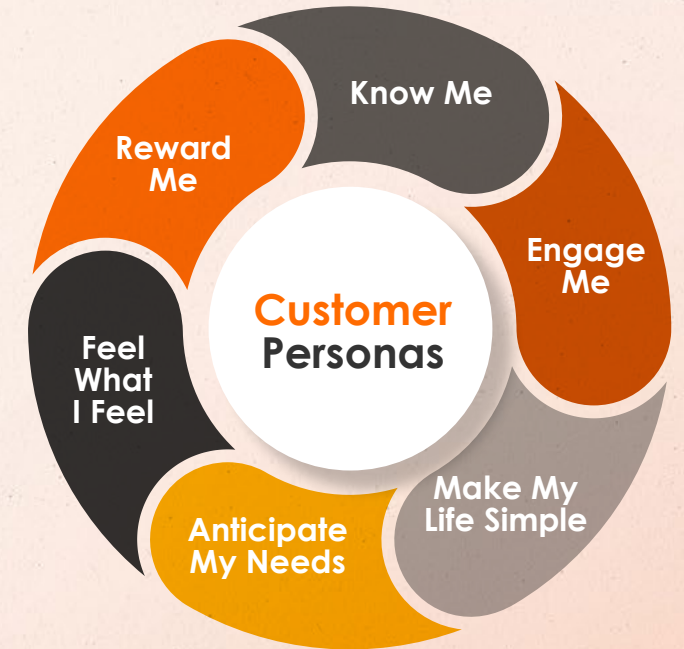 Customer
Personas
Know Me
Engage
Me
Make My
Life Simple
Anticipate
My Needs
Feel
What
I Feel
Reward
Me